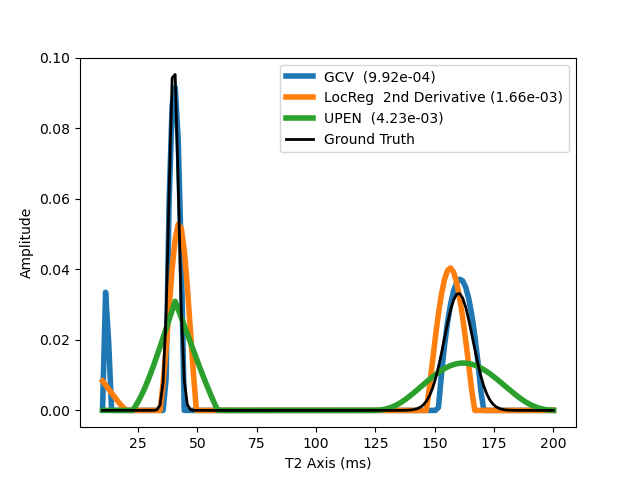 GCV (9.92e-04)
LocReg 2nd Derivative (1.66e-03)
UPEN (4.23e-03)
Ground Truth
0.10
0.08
0.06
0.04
0.02
0.00
Amplitude
25 50 75 100 125 150 175 200
T2 Axis (ms)